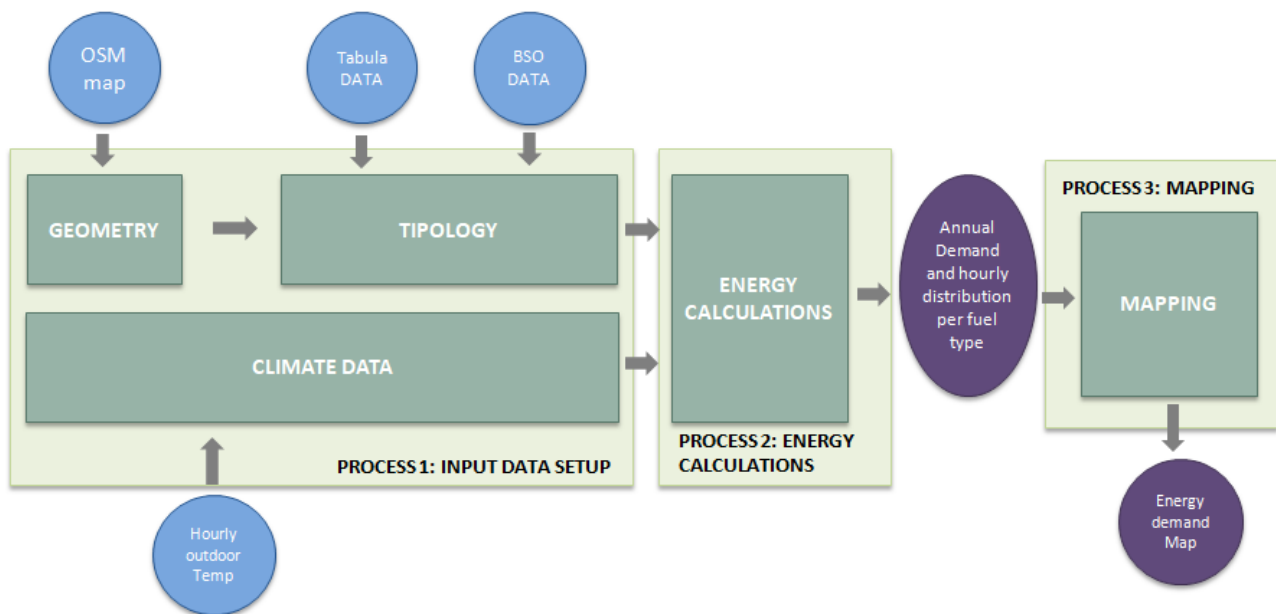 OSM
map
Tabula
DATA
BSO
DATA
GEOMETRY
TIPOLOGY
CLIMATE DATA
PROCESS 1: INPUT DATA SETUP
Hourly
outdoor
Temp
ENERGY
CALCULATIONS
PROCESS 2: ENERGY
CALCULATIONS
Annual
Demand
and hourly
distribution
per fuel
type
PROCESS 3: MAPPING
MAPPING
Energy
demand
Map